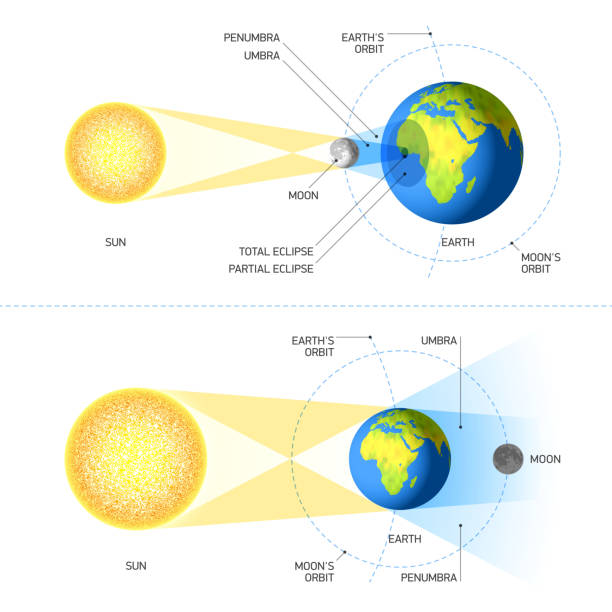 PENUMBRA
UMBRA
EARTH'S
ORBIT
MOON
SUN
TOTAL ECLIPSE
PARTIAL ECLIPSE
EARTH
MOON'S
ORBIT
EARTH'S
ORBIT
UMBRA
MOON
EARTH
SUN
MOON'S
ORBIT
PENUMBRA